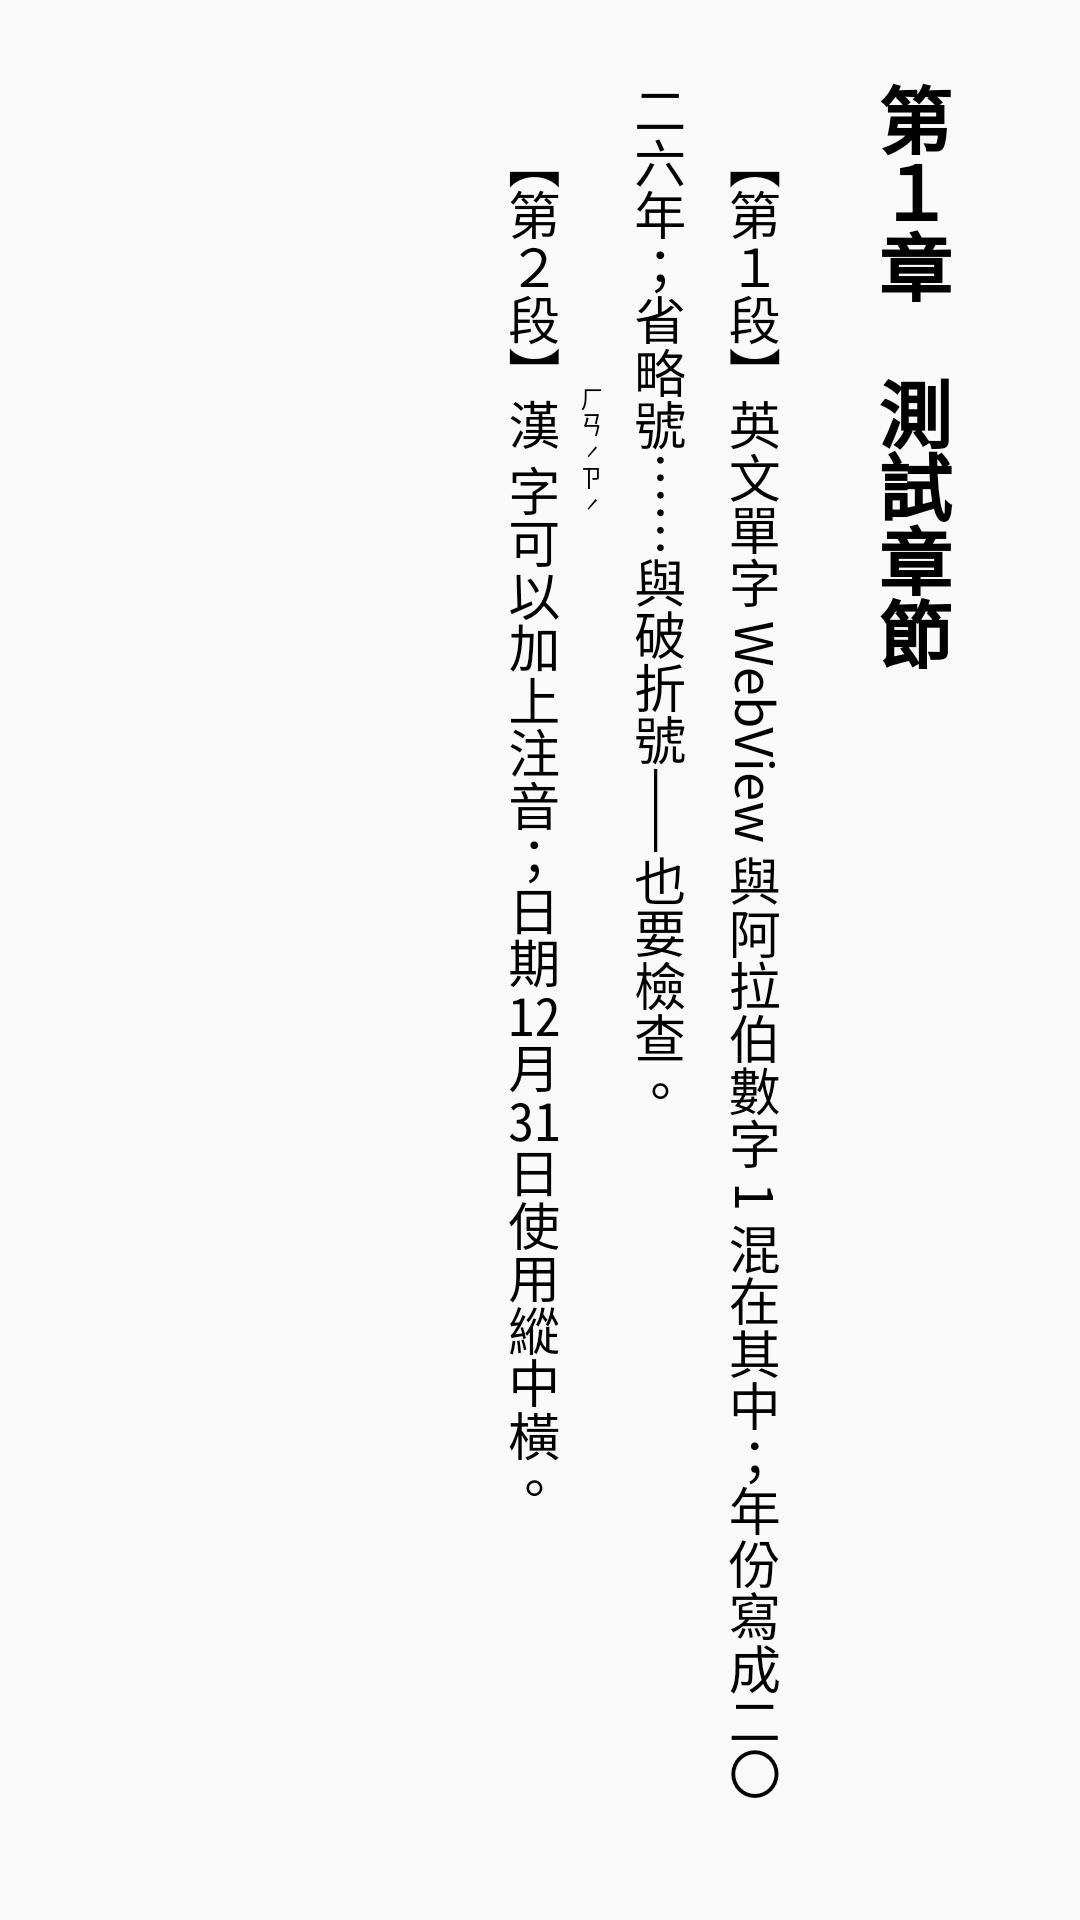 第１章　測試章節
【第１段】英文單字 WebView 與阿拉伯數字 1 混在其中；年份寫成二〇
二六年；省略號……與破折號——也要檢查。
ㄏㄢˊㄗˋ
【第２段】漢字可以加上注音；日期12月31日使用縱中橫。